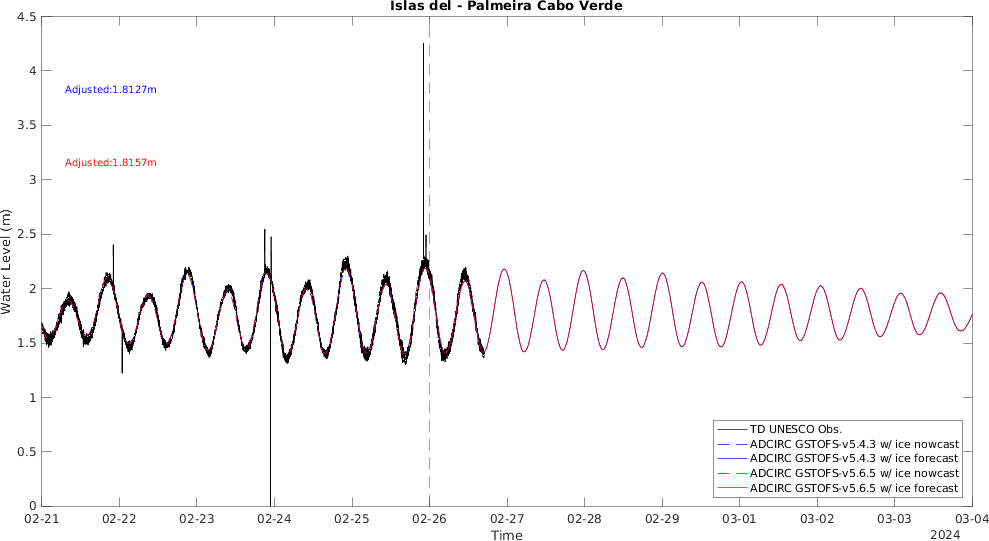 Islas del - Palmeira Cabo Verde
4.5
4
3.5
3
2.5
2
1.5
1
0.5
0
Water Level (m)
Adjusted:1.8127m
Adjusted:1.8157m
TD UNESCO Obs.
ADCIRC GSTOFS-v5.4.3 w/ ice nowcast
ADCIRC GSTOFS-v5.4.3 w/ ice forecast
ADCIRC GSTOFS-v5.6.5 w/ ice nowcast
ADCIRC GSTOFS-v5.6.5 w/ ice forecast
02-21 02-22 02-23 02-24 02-25 02-26 02-27 02-28 02-29 03-01 03-02 03-03 03-04
Time
2024